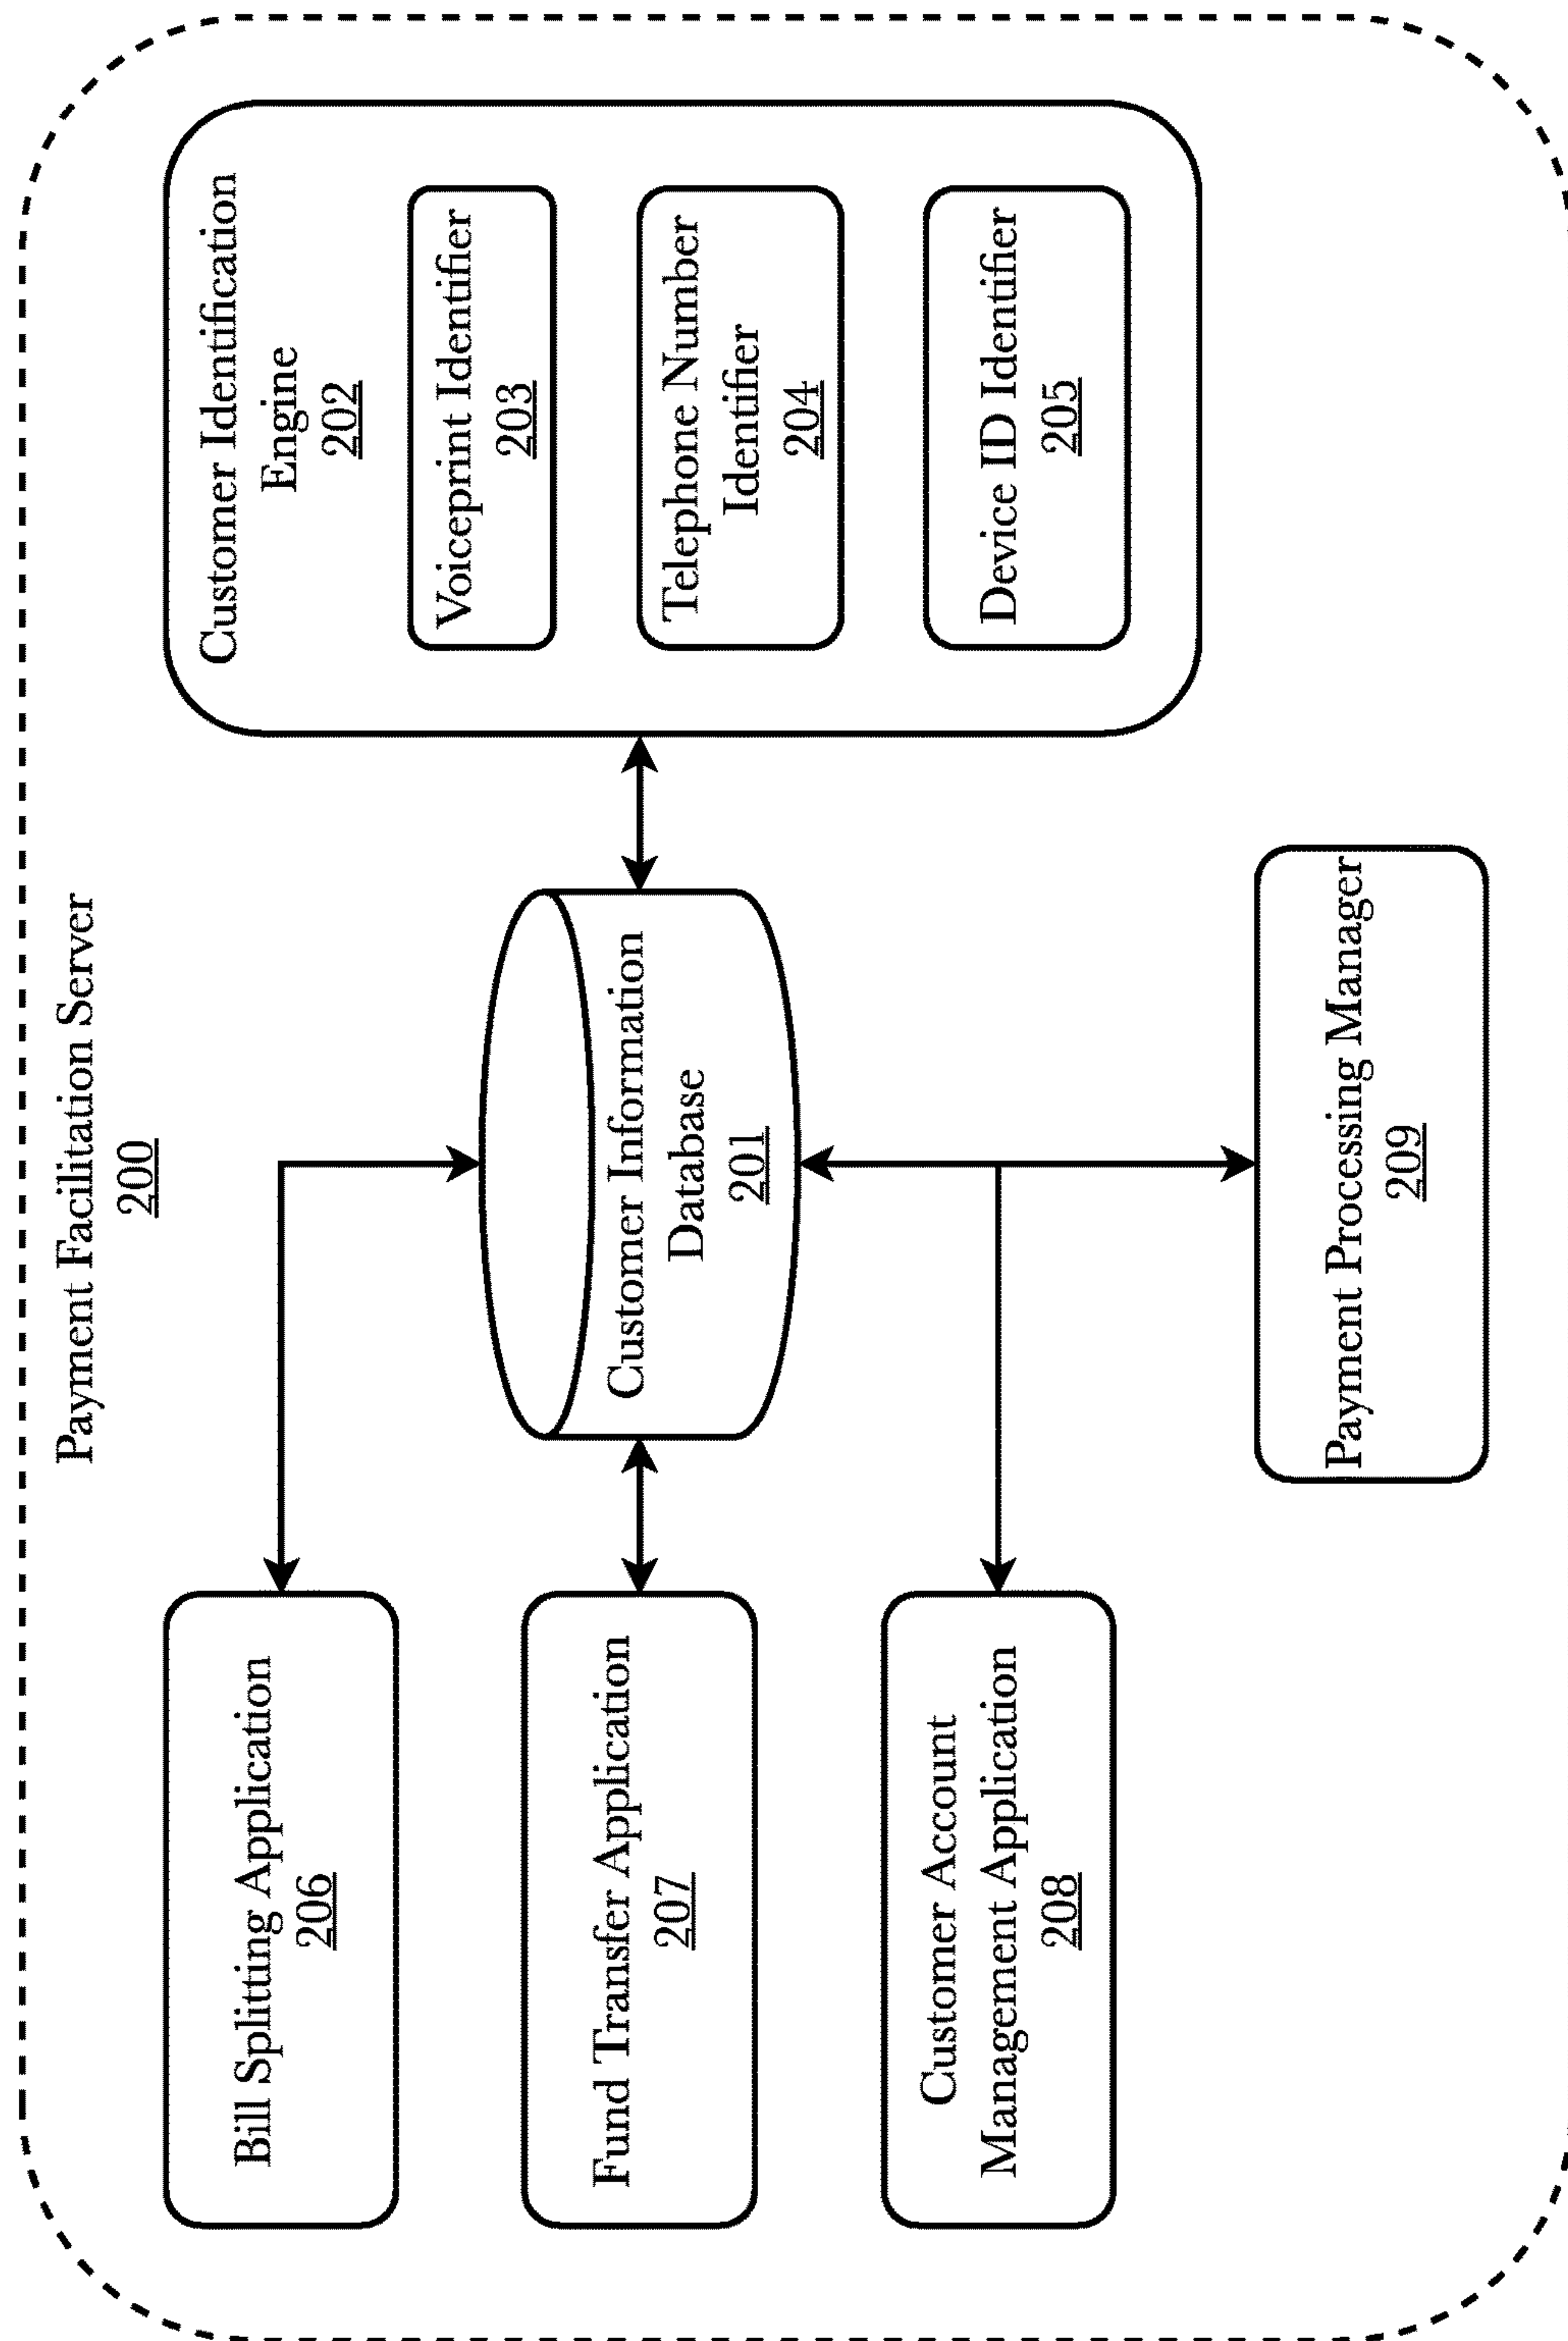 Payment Facilitation Server
200
Bill Splitting Application
206
Fund Transfer Application
207
Customer Account
Management Application
208
Customer Information
Database
201
Payment Processing Manager
209
Customer Identification
Engine
202
Voiceprint Identifier
203
Telephone Number
Identifier
204
Device ID Identifier
205